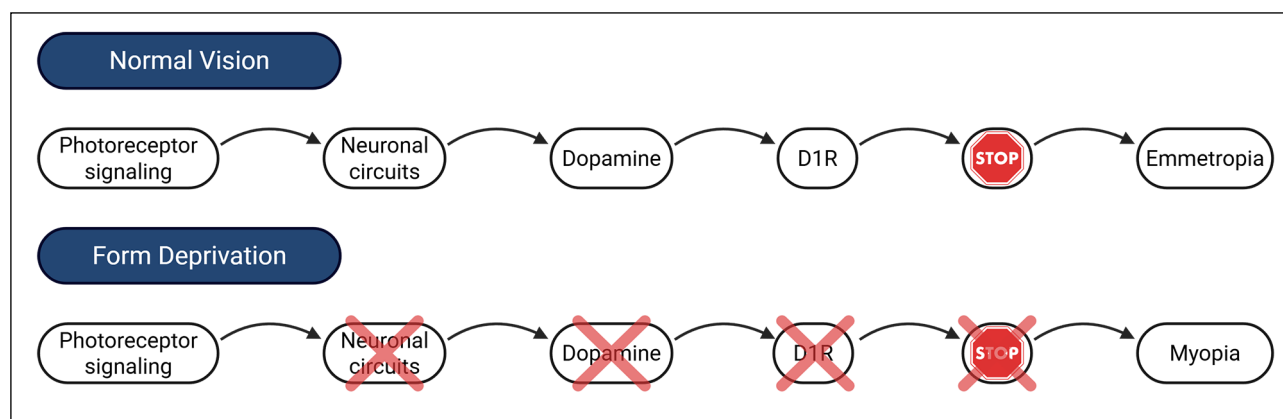 Normal Vision
Photoreceptor
signaling
Neuronal
circuits
Dopamine
D1R
STOP
Emmetropia
Form Deprivation
Photoreceptor
signaling
Neuronal
circuits
Dopamine
D1R
STOP
Myopia